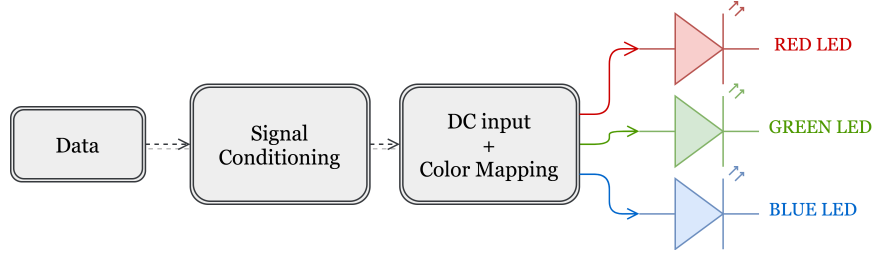 Data
Signal
Conditioning
DC input
+
Color Mapping
RED LED
GREEN LED
BLUE LED